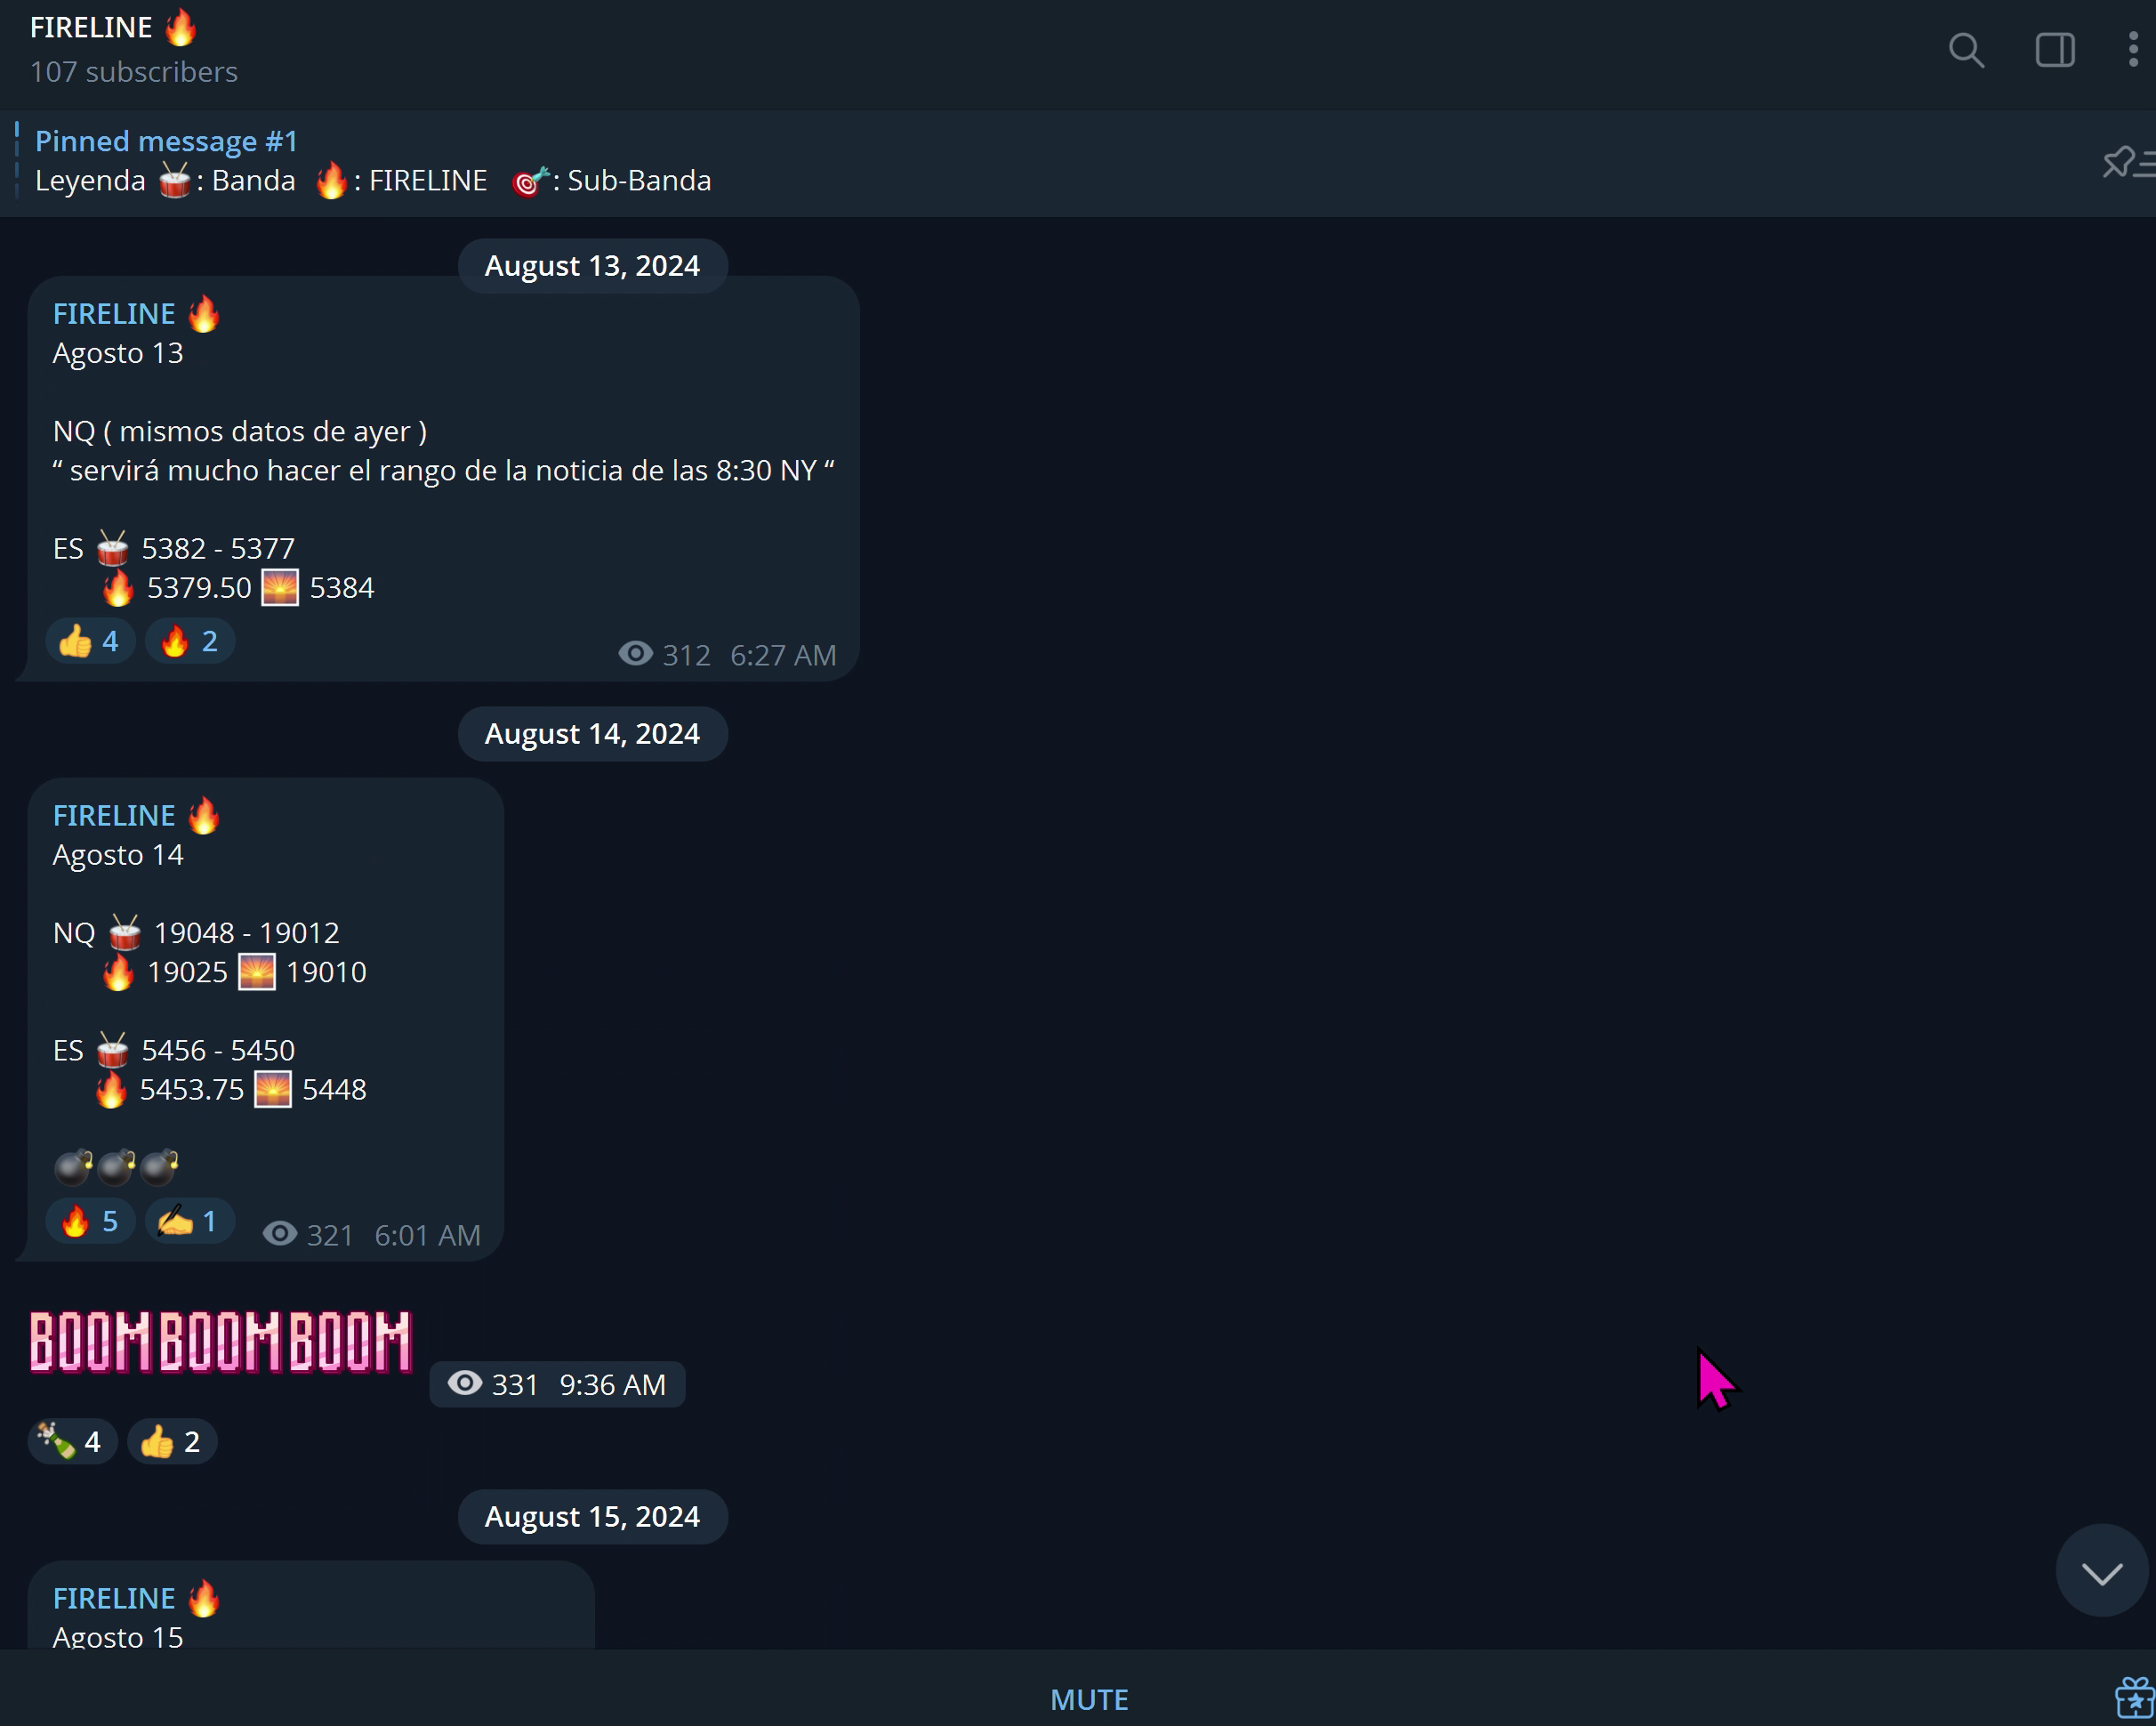 FIRELINE 🔥
107 subscribers
Pinned message #1
Leyenda 🥁: Banda 🔥: FIRELINE 🎯: Sub-Banda
August 13, 2024
FIRELINE 🔥
Agosto 13
NQ ( mismos datos de ayer )
“ servirá mucho hacer el rango de la noticia de las 8:30 NY “
ES 🥁 5382 - 5377
🔥 5379.50 🌅 5384
👍 4 🔥 2 312 6:27 AM
August 14, 2024
FIRELINE 🔥
Agosto 14
NQ 🥁 19048 - 19012
🔥 19025 🌅 19010
ES 🥁 5456 - 5450
🔥 5453.75 🌅 5448
💣💣💣
🔥 5 ✍️ 1 321 6:01 AM
BOOM BOOM BOOM
331 9:36 AM
🍾 4 👍 2
August 15, 2024
FIRELINE 🔥
Agosto 15
MUTE